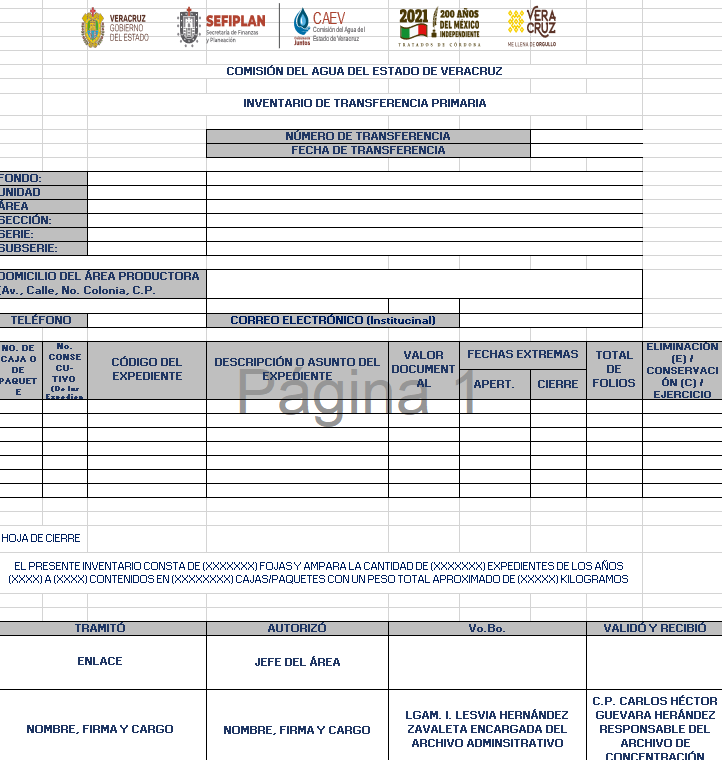 VERACRUZ
GOBIERNO
DEL ESTADO
SEFIPLAN
Secretaría de Finanzas
y Planeación
CAEV
Comisión del Agua del
Estado de Veracruz
2021
200 AÑOS
DEL MÉXICO
INDEPENDIENTE
TRATADOS DE CÓRDOBA
VERA
CRUZ
ME LLENA DE ORGULLO
COMISIÓN DEL AGUA DEL ESTADO DE VERACRUZ
INVENTARIO DE TRANSFERENCIA PRIMARIA
NÚMERO DE TRANSFERENCIA
FECHA DE TRANSFERENCIA
FONDO:
UNIDAD
ÁREA
SECCIÓN:
SERIE:
SUBSERIE:
DOMICILIO DEL ÁREA PRODUCTORA
(Av., Calle, No. Colonia, C.P.
TELÉFONO
CORREO ELECTRÓNICO (Institucinal)
NO. DE
CAJA O
DE
PAQUET
E
No.
CONSE
CU-
TIVO
(De los
CÓDIGO DEL
EXPEDIENTE
DESCRIPCIÓN O ASUNTO DEL
EXPEDIENTE
VALOR
DOCUMENT
AL
FECHAS EXTREMAS
APERT.
CIERRE
TOTAL
DE
FOLIOS
ELIMINACIÓN
(E) /
CONSERVACI
ÓN (C) /
EJERCICIO
Página 1
HOJA DE CIERRE
EL PRESENTE INVENTARIO CONSTA DE (XXXXXXX) FOJAS Y AMPARA LA CANTIDAD DE (XXXXXXX) EXPEDIENTES DE LOS AÑOS
(XXXX) A (XXXX) CONTENIDOS EN (XXXXXXXX) CAJAS/PAQUETES CON UN PESO TOTAL APROXIMADO DE (XXXXX) KILOGRAMOS
TRAMITÓ
AUTORIZÓ
Vo.Bo.
VALIDÓ Y RECIBIÓ
ENLACE
JEFE DEL ÁREA
NOMBRE, FIRMA Y CARGO
NOMBRE, FIRMA Y CARGO
LGAM. I. LESVIA HERNÁNDEZ
ZAVALETA ENCARGADA DEL
ARCHIVO ADMINSITRATIVO
C.P. CARLOS HÉCTOR
GUEVARA HERÁNDEZ
RESPONSABLE DEL
ARCHIVO DE
CONCENTRACIÓN